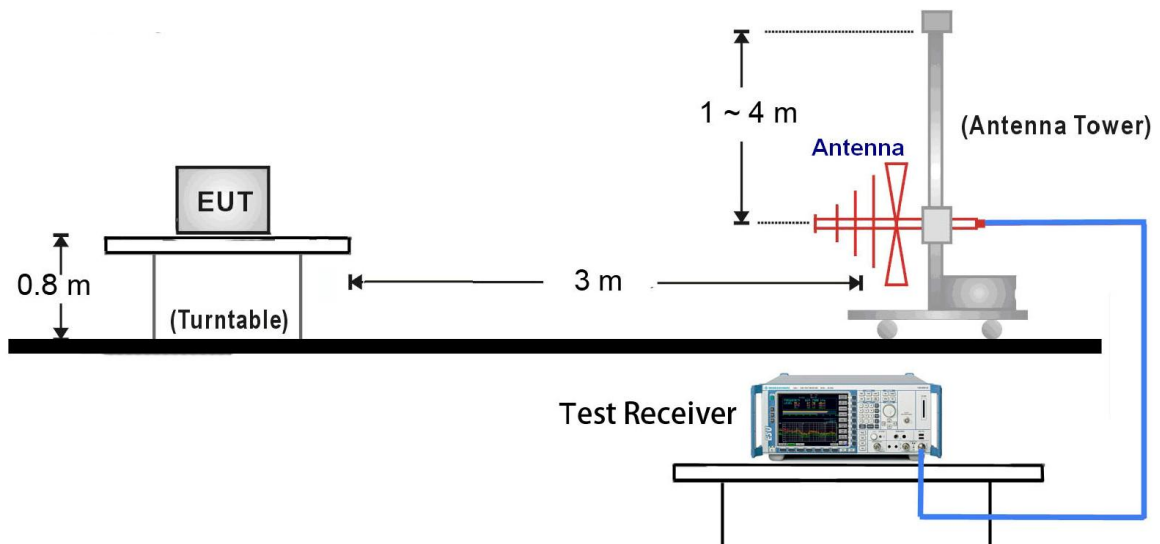 1 ~ 4 m
(Antenna Tower)
Antenna
EUT
0.8 m
3 m
(Turntable)
Test Receiver